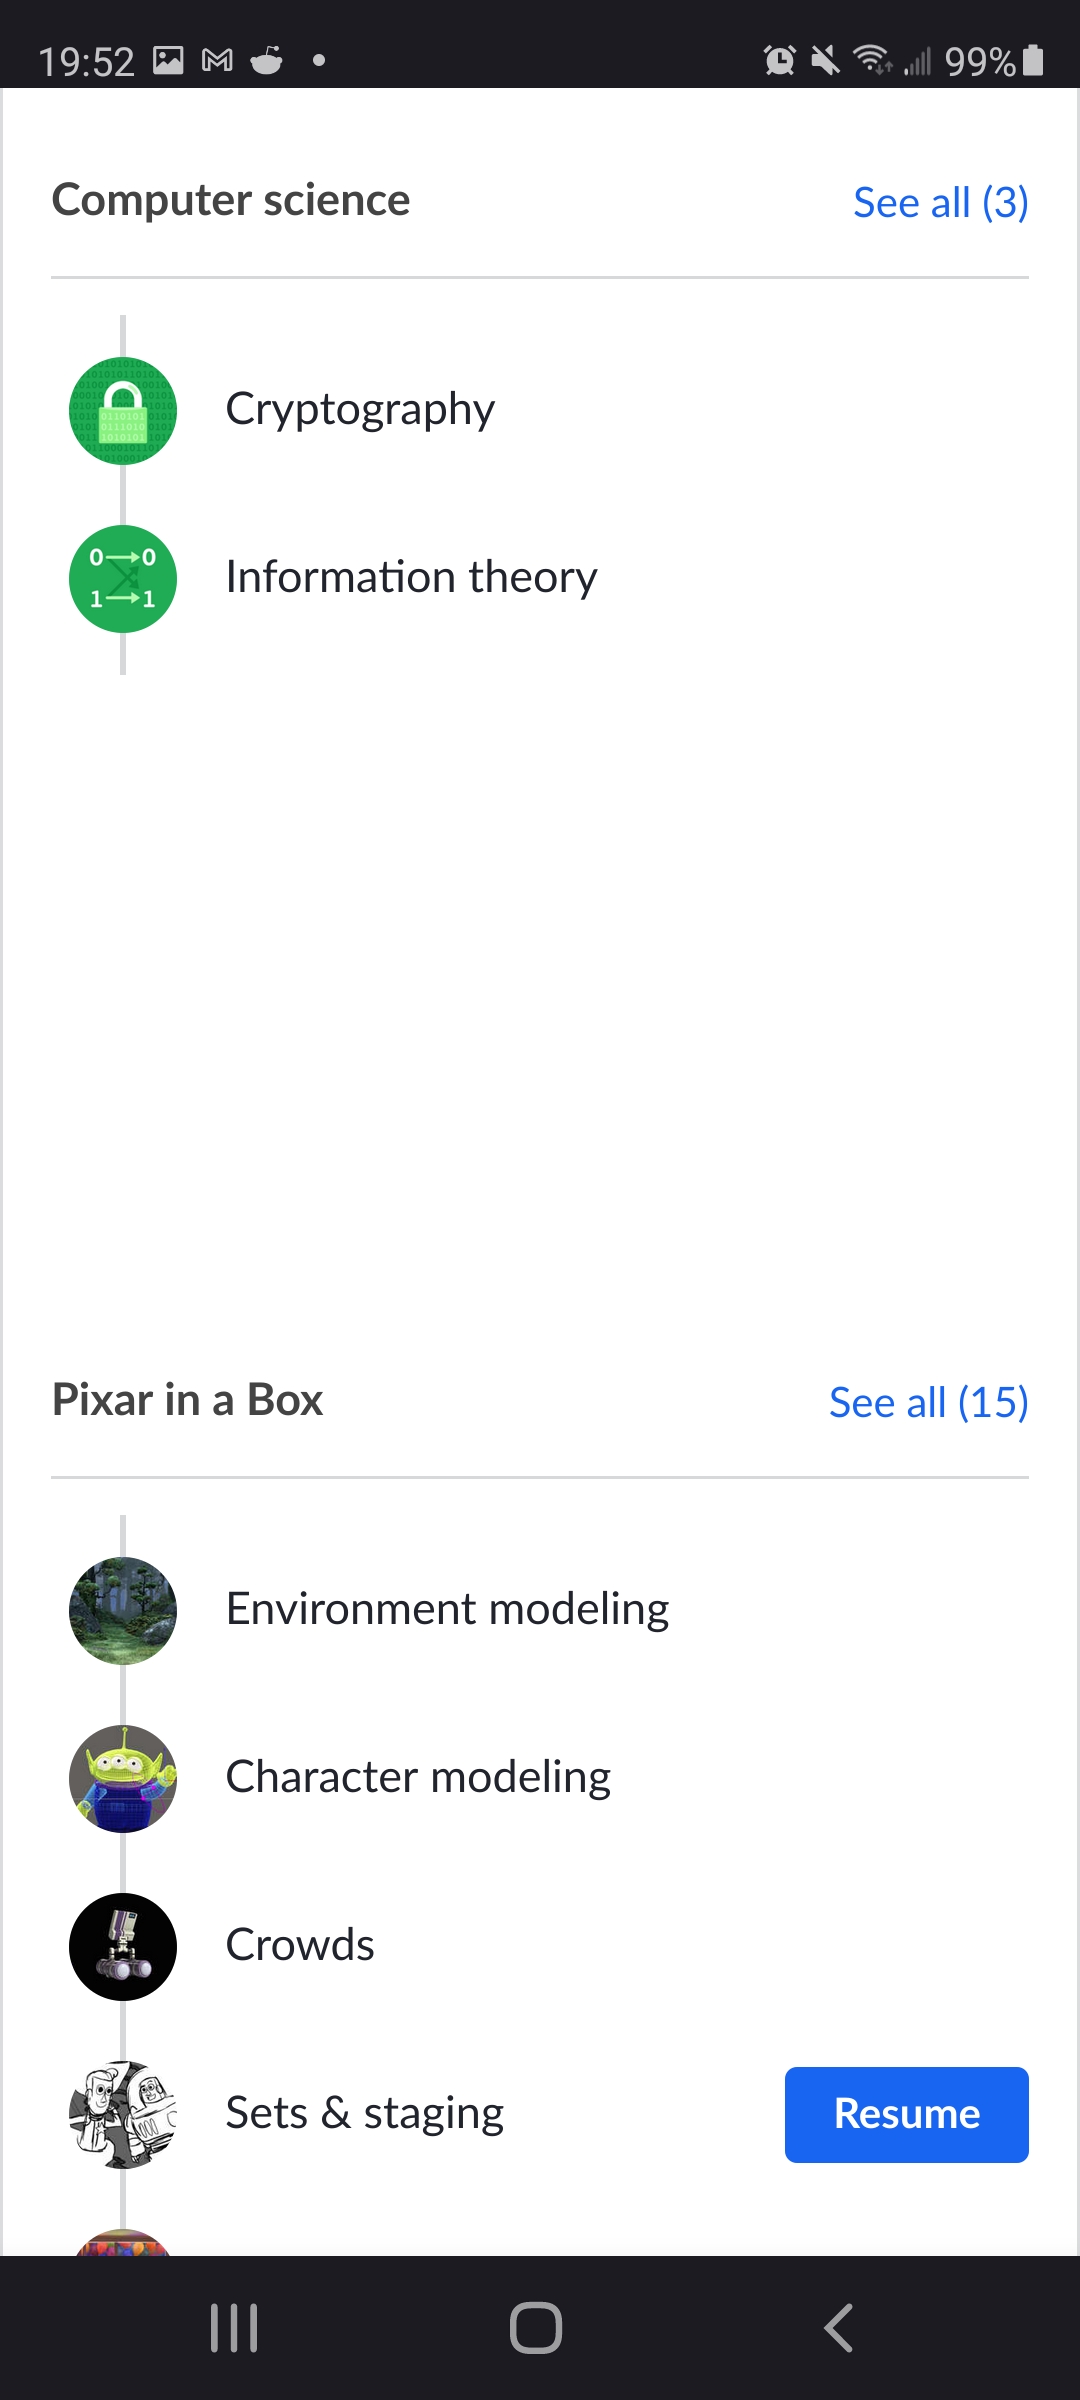 19:52 99%
Computer science See all (3)
Cryptography
0 0
1 1
Information theory
Pixar in a Box See all (15)
Environment modeling
Character modeling
Crowds
Sets & staging Resume